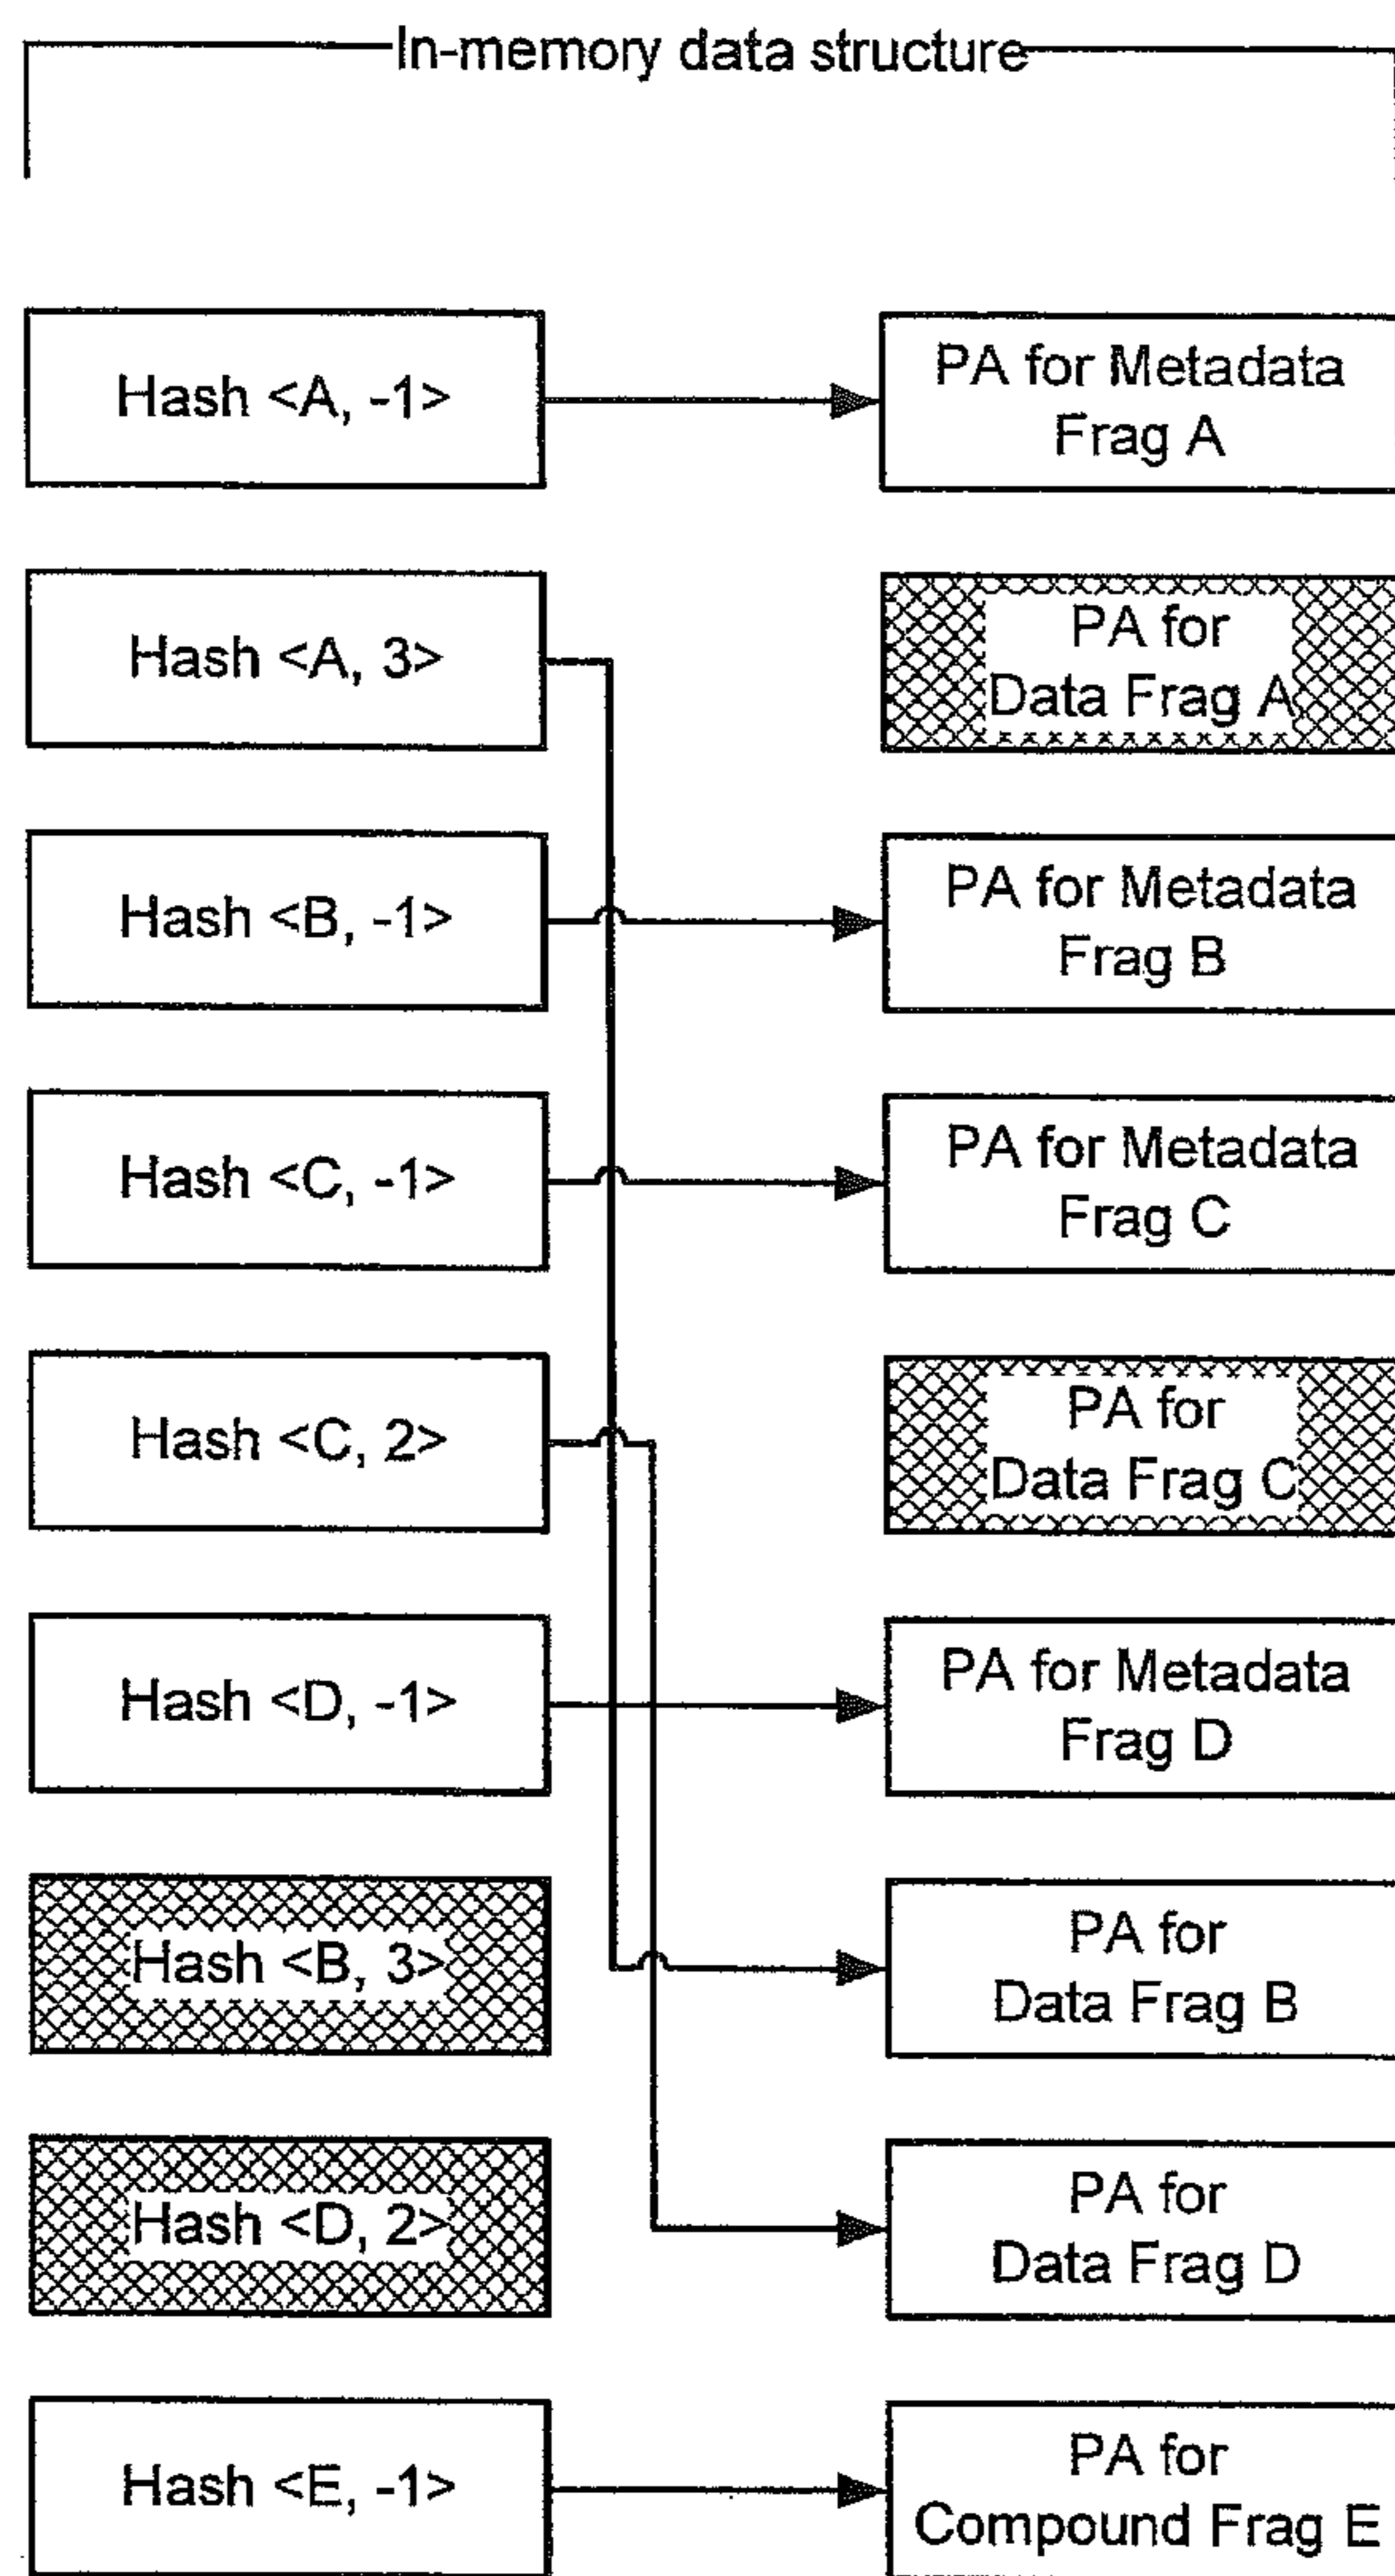 In-memory data structure
Hash <A, -1>
PA for Metadata
Frag A
Hash <A, 3>
PA for
Data Frag A
Hash <B, -1>
PA for Metadata
Frag B
Hash <C, -1>
PA for Metadata
Frag C
Hash <C, 2>
PA for
Data Frag C
Hash <D, -1>
PA for Metadata
Frag D
Hash <B, 3>
PA for
Data Frag B
Hash <D, 2>
PA for
Data Frag D
Hash <E, -1>
PA for
Compound Frag E